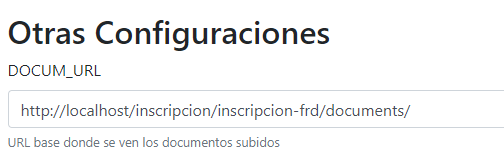 Otras Configuraciones
DOCUM_URL
http://localhost/inscripcion/inscripcion-frd/documents/
URL base donde se ven los documentos subidos